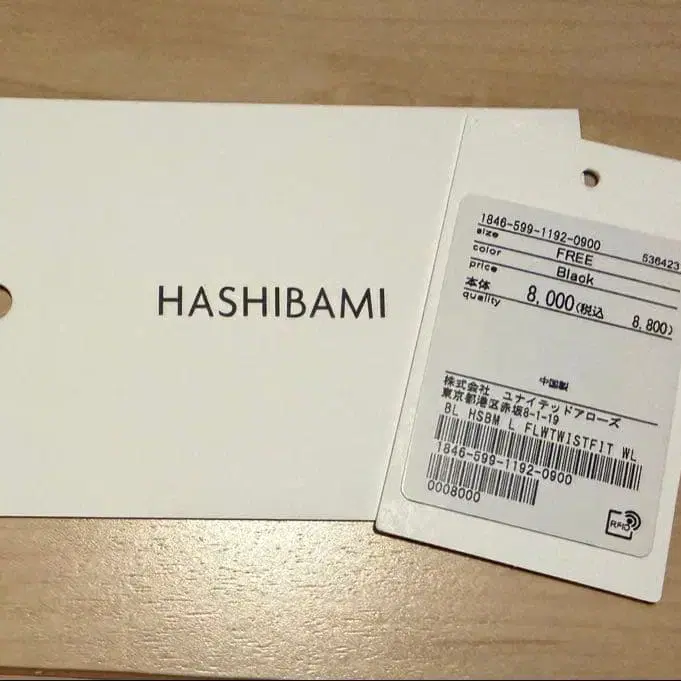 HASHIBAMI
1846-599-1192-0900
size FREE 536423
color Black
price
本体 8,000(税込 8,800)
quality
中国製
株式会社 ユナイテッドアローズ
東京都港区赤坂8-1-19
BL HSBM L FLWTWISTFIT WL
1846-599-1192-0900
0008000
RFID